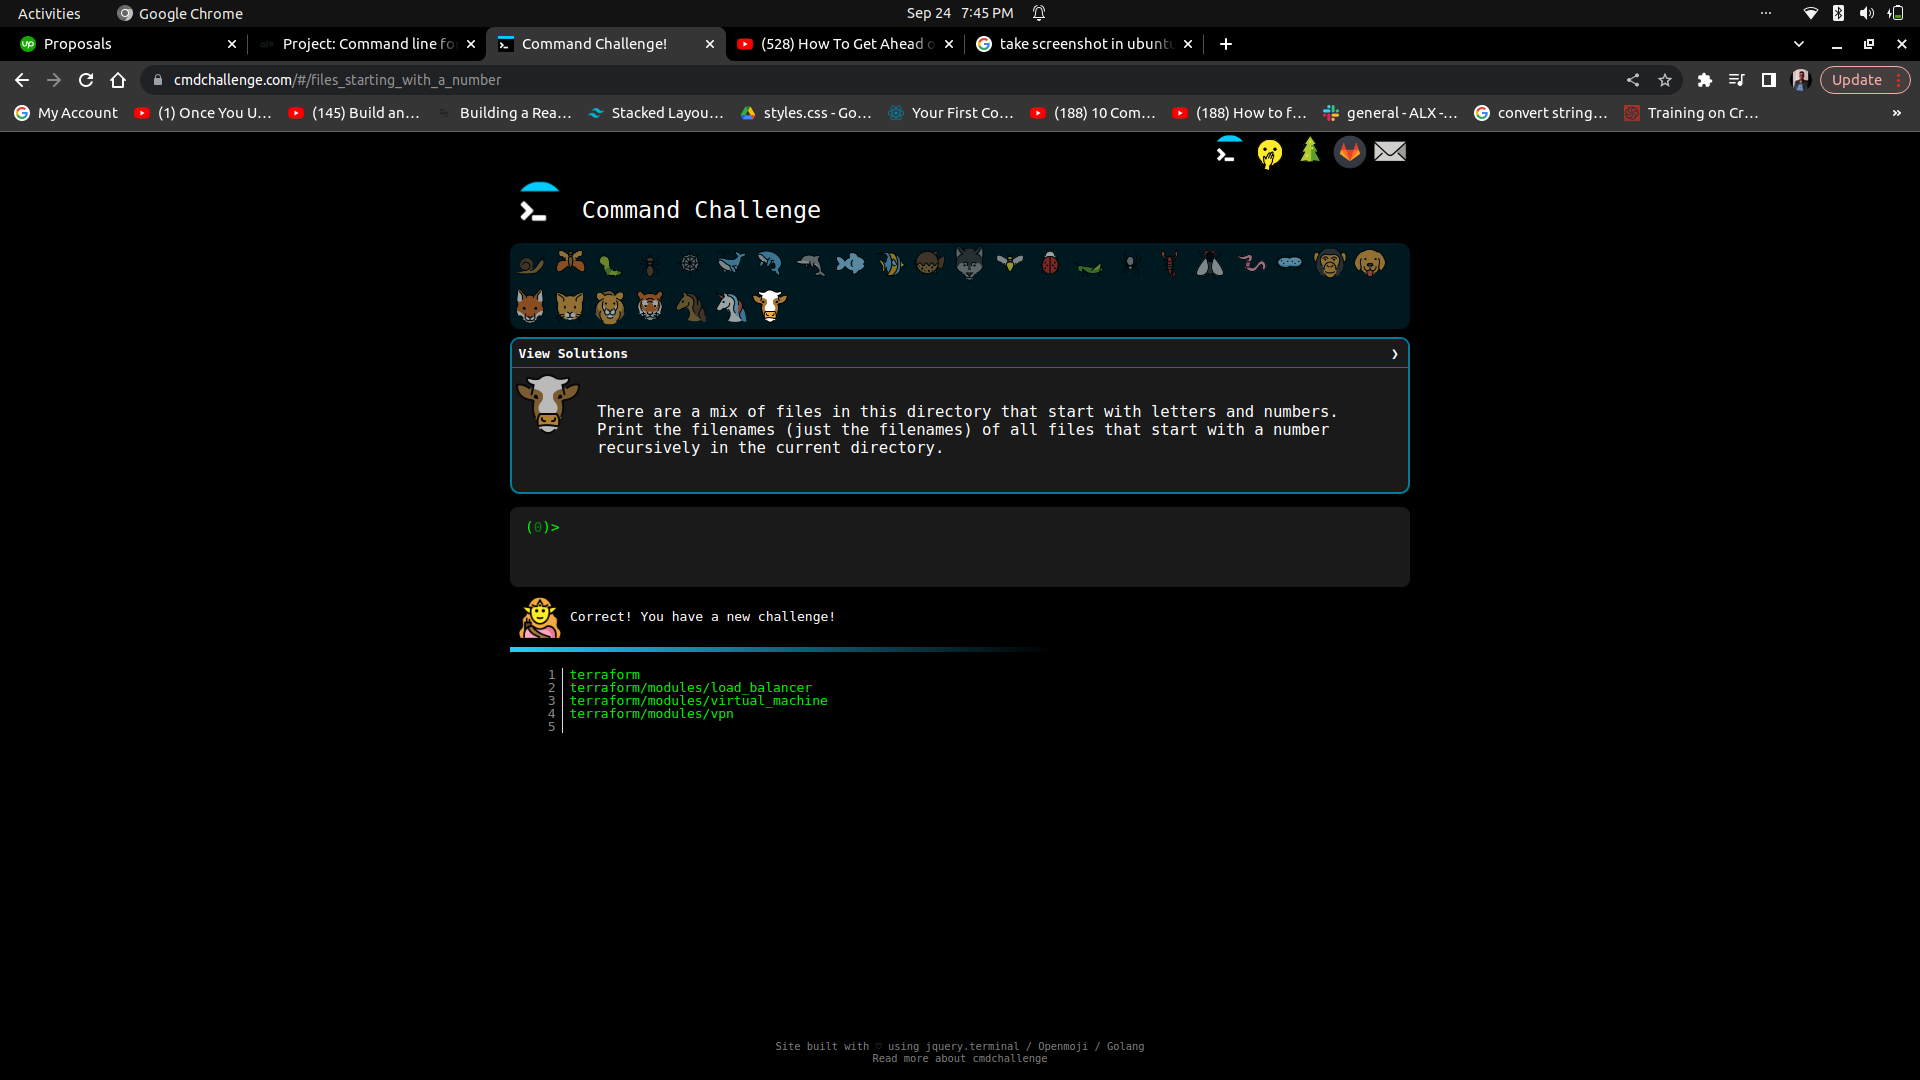 Activities Google Chrome Sep 24 7:45 PM
Proposals Project: Command line fo Command Challenge! (528) How To Get Ahead o take screenshot in ubunt
cmdchallenge.com/#/files_starting_with_a_number Update
My Account (1) Once You U… (145) Build an… Building a Rea… Stacked Layou… styles.css - Go… Your First Co… (188) 10 Com… (188) How to f… general - ALX -… convert string… Training on Cr… »
Command Challenge
View Solutions ❯
There are a mix of files in this directory that start with letters and numbers.
Print the filenames (just the filenames) of all files that start with a number
recursively in the current directory.
(0)>
Correct! You have a new challenge!
1 terraform
2 terraform/modules/load_balancer
3 terraform/modules/virtual_machine
4 terraform/modules/vpn
5
Site built with ♡ using jquery.terminal / Openmoji / Golang
Read more about cmdchallenge